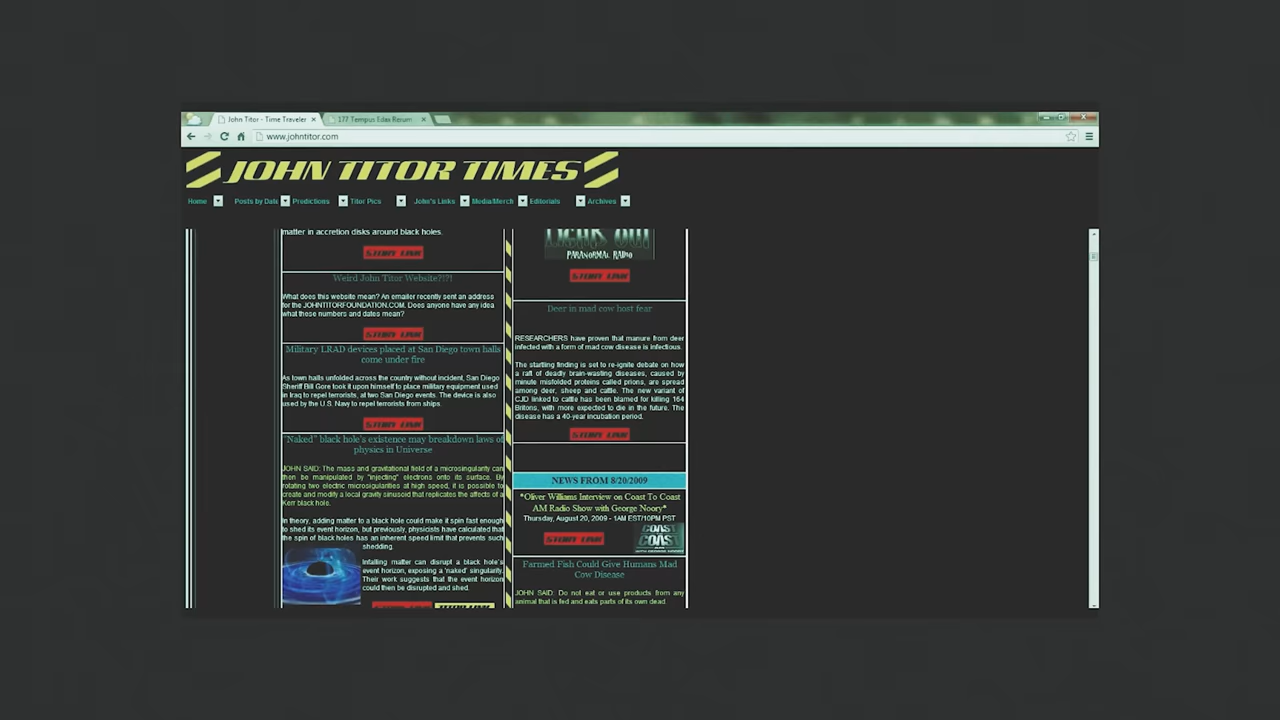 John Titor - Time Traveler
177 Tempus Edax Rerum
www.johntitor.com
JOHN TITOR TIMES
Home Posts by Date Predictions Titor Pics John's Links Media/Merch Editorials Archives
matter in accretion disks around black holes.
STORY LINK
Weird John Titor Website?!?!
What does this website mean? An emailer recently sent an address
for the JOHNTITORFOUNDATION.COM. Does anyone have any idea
what these numbers and dates mean?
STORY LINK
Military LRAD devices placed at San Diego town halls
come under fire
As town halls unfolded across the country without incident, San Diego
Sheriff Bill Gore took it upon himself to place military equipment used
in Iraq to repel terrorists, at two San Diego events. The device is also
used by the U.S. Navy to repel terrorists from ships.
STORY LINK
"Naked" black hole's existence may breakdown laws of
physics in Universe
JOHN SAID: The mass and gravitational field of a microsingularity can
then be manipulated by "injecting" electrons onto its surface. By
rotating two electric microsingularities at high speed, it is possible to
create and modify a local gravity sinusoid that replicates the affects of a
Kerr black hole.
In theory, adding matter to a black hole could make it spin fast enough
to shed its event horizon, but previously, physicists have calculated that
the spin of black holes has an inherent speed limit that prevents such
shedding.
Infalling matter can disrupt a black hole's
event horizon, exposing a 'naked' singularity.
Their work suggests that the event horizon
could then be disrupted and shed.
PARANORMAL RADIO
STORY LINK
Deer in mad cow host fear
RESEARCHERS have proven that manure from deer
infected with a form of mad cow disease is infectious.
The startling finding is set to re-ignite debate on how
a raft of deadly brain-wasting diseases, caused by
minute misfolded proteins called prions, are spread
among deer, sheep and cattle. The new variant of
CJD linked to cattle has been blamed for killing 164
Britons, with more expected to die in the future. The
disease has a 40-year incubation period.
STORY LINK
NEWS FROM 8/20/2009
*Oliver Williams Interview on Coast To Coast
AM Radio Show with George Noory*
Thursday, August 20, 2009 - 1AM EST/10PM PST
STORY LINK
COAST
COAST
Farmed Fish Could Give Humans Mad
Cow Disease
JOHN SAID: Do not eat or use products from any
animal that is fed and eats parts of its own dead.